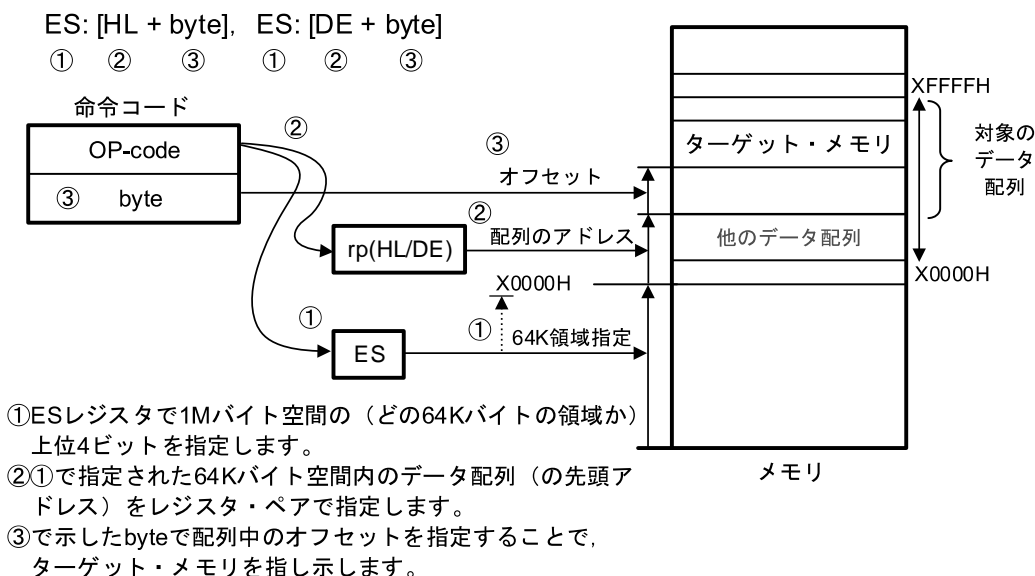 ES: [HL + byte],   ES: [DE + byte]
① ② ③ ① ② ③
命令コード
OP-code
③ byte
②
③
オフセット
②
rp(HL/DE)
配列のアドレス
X0000H
①
ES
①
64K領域指定
XFFFFH
ターゲット・メモリ
対象の
データ
配列
他のデータ配列
X0000H
メモリ
①ESレジスタで1Mバイト空間の（どの64Kバイトの領域か）
上位4ビットを指定します。
②①で指定された64Kバイト空間内のデータ配列（の先頭ア
ドレス）をレジスタ・ペアで指定します。
③で示したbyteで配列中のオフセットを指定することで，
ターゲット・メモリを指し示します。